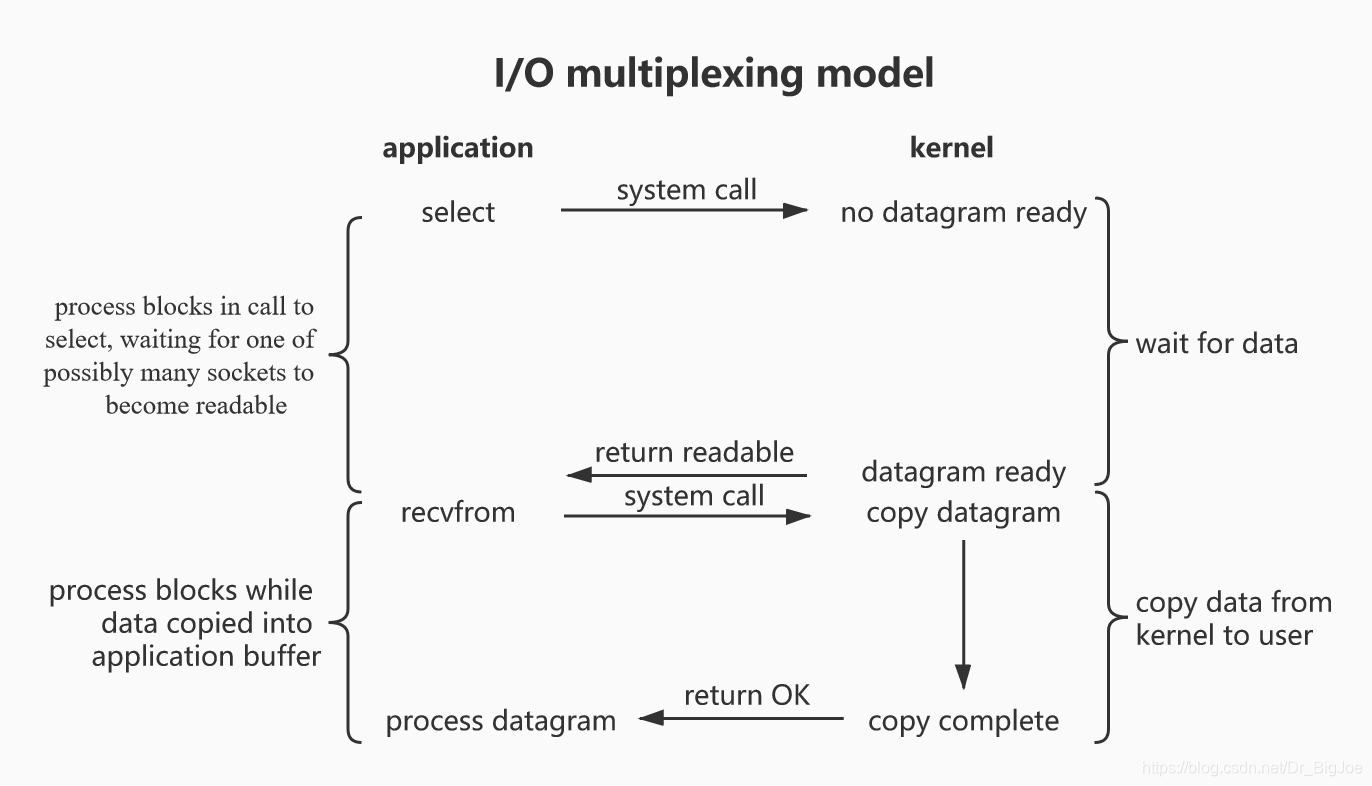 I/O multiplexing model
application
kernel
select
system call
no datagram ready
process blocks in call to
select, waiting for one of
possibly many sockets to
become readable
wait for data
return readable
datagram ready
recvfrom
system call
copy datagram
process blocks while
data copied into
application buffer
copy data from
kernel to user
process datagram
return OK
copy complete
https://blog.csdn.net/Dr_BigJoe